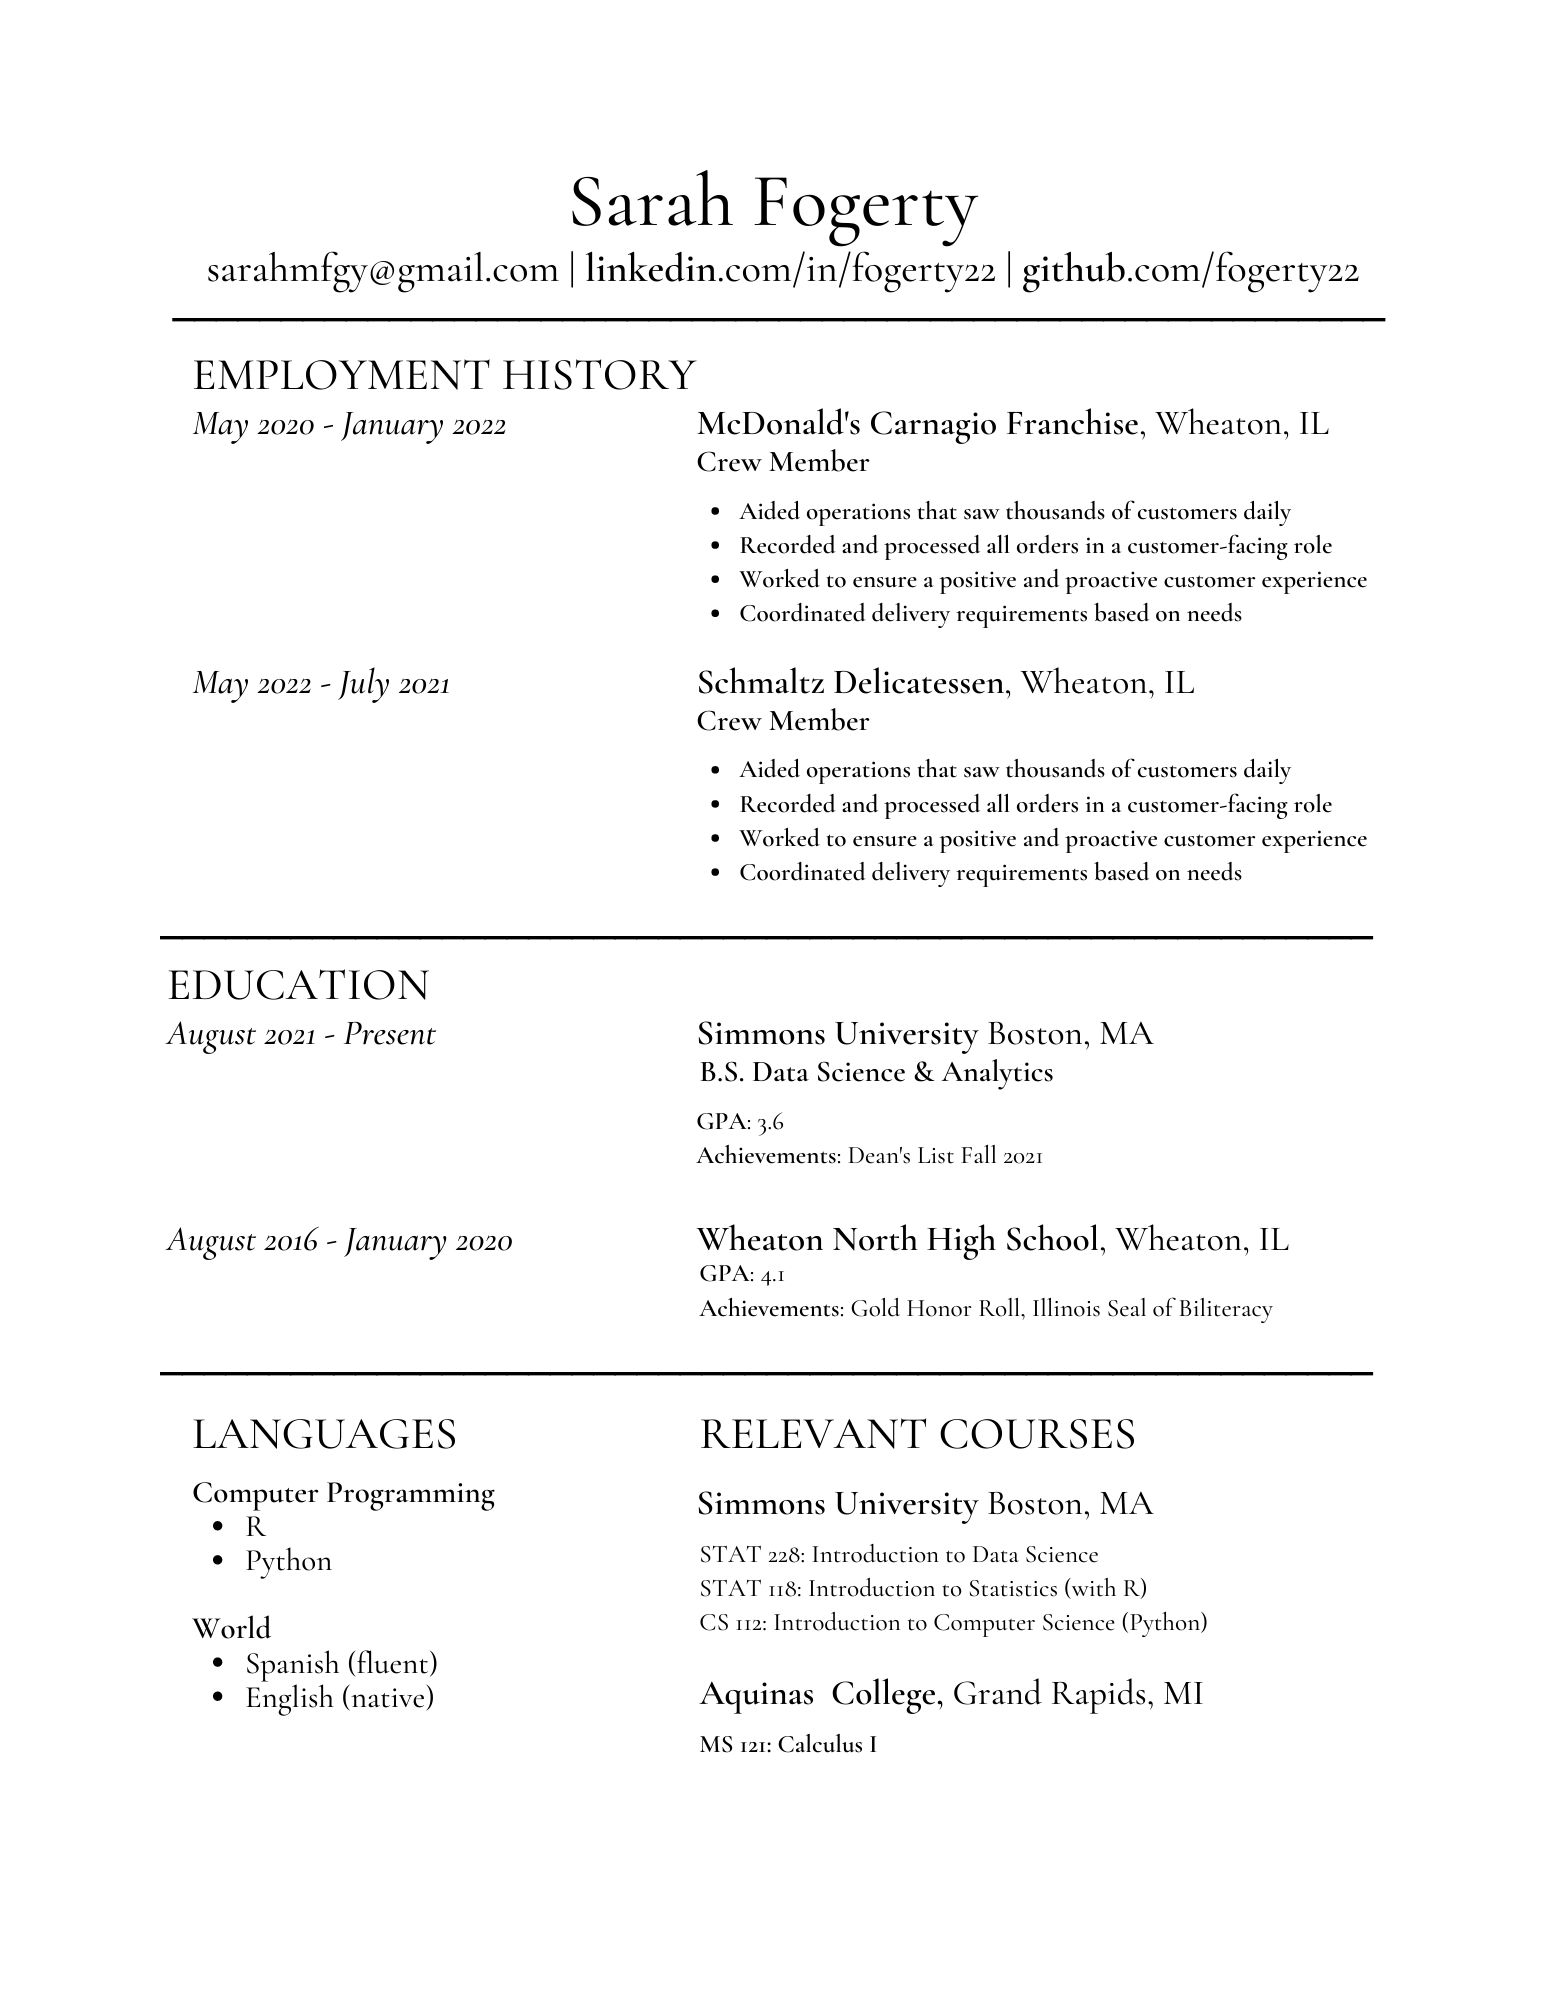 Sarah Fogerty
sarahmfgy@gmail.com | linkedin.com/in/fogerty22 | github.com/fogerty22
EMPLOYMENT HISTORY
May 2020 - January 2022
McDonald's Carnagio Franchise, Wheaton, IL
Crew Member
• Aided operations that saw thousands of customers daily
• Recorded and processed all orders in a customer-facing role
• Worked to ensure a positive and proactive customer experience
• Coordinated delivery requirements based on needs
May 2022 - July 2021
Schmaltz Delicatessen, Wheaton, IL
Crew Member
• Aided operations that saw thousands of customers daily
• Recorded and processed all orders in a customer-facing role
• Worked to ensure a positive and proactive customer experience
• Coordinated delivery requirements based on needs
EDUCATION
August 2021 - Present
Simmons University Boston, MA
B.S. Data Science & Analytics
GPA: 3.6
Achievements: Dean's List Fall 2021
August 2016 - January 2020
Wheaton North High School, Wheaton, IL
GPA: 4.1
Achievements: Gold Honor Roll, Illinois Seal of Biliteracy
LANGUAGES
Computer Programming
• R
• Python
World
• Spanish (fluent)
• English (native)
RELEVANT COURSES
Simmons University Boston, MA
STAT 228: Introduction to Data Science
STAT 118: Introduction to Statistics (with R)
CS 112: Introduction to Computer Science (Python)
Aquinas College, Grand Rapids, MI
MS 121: Calculus I